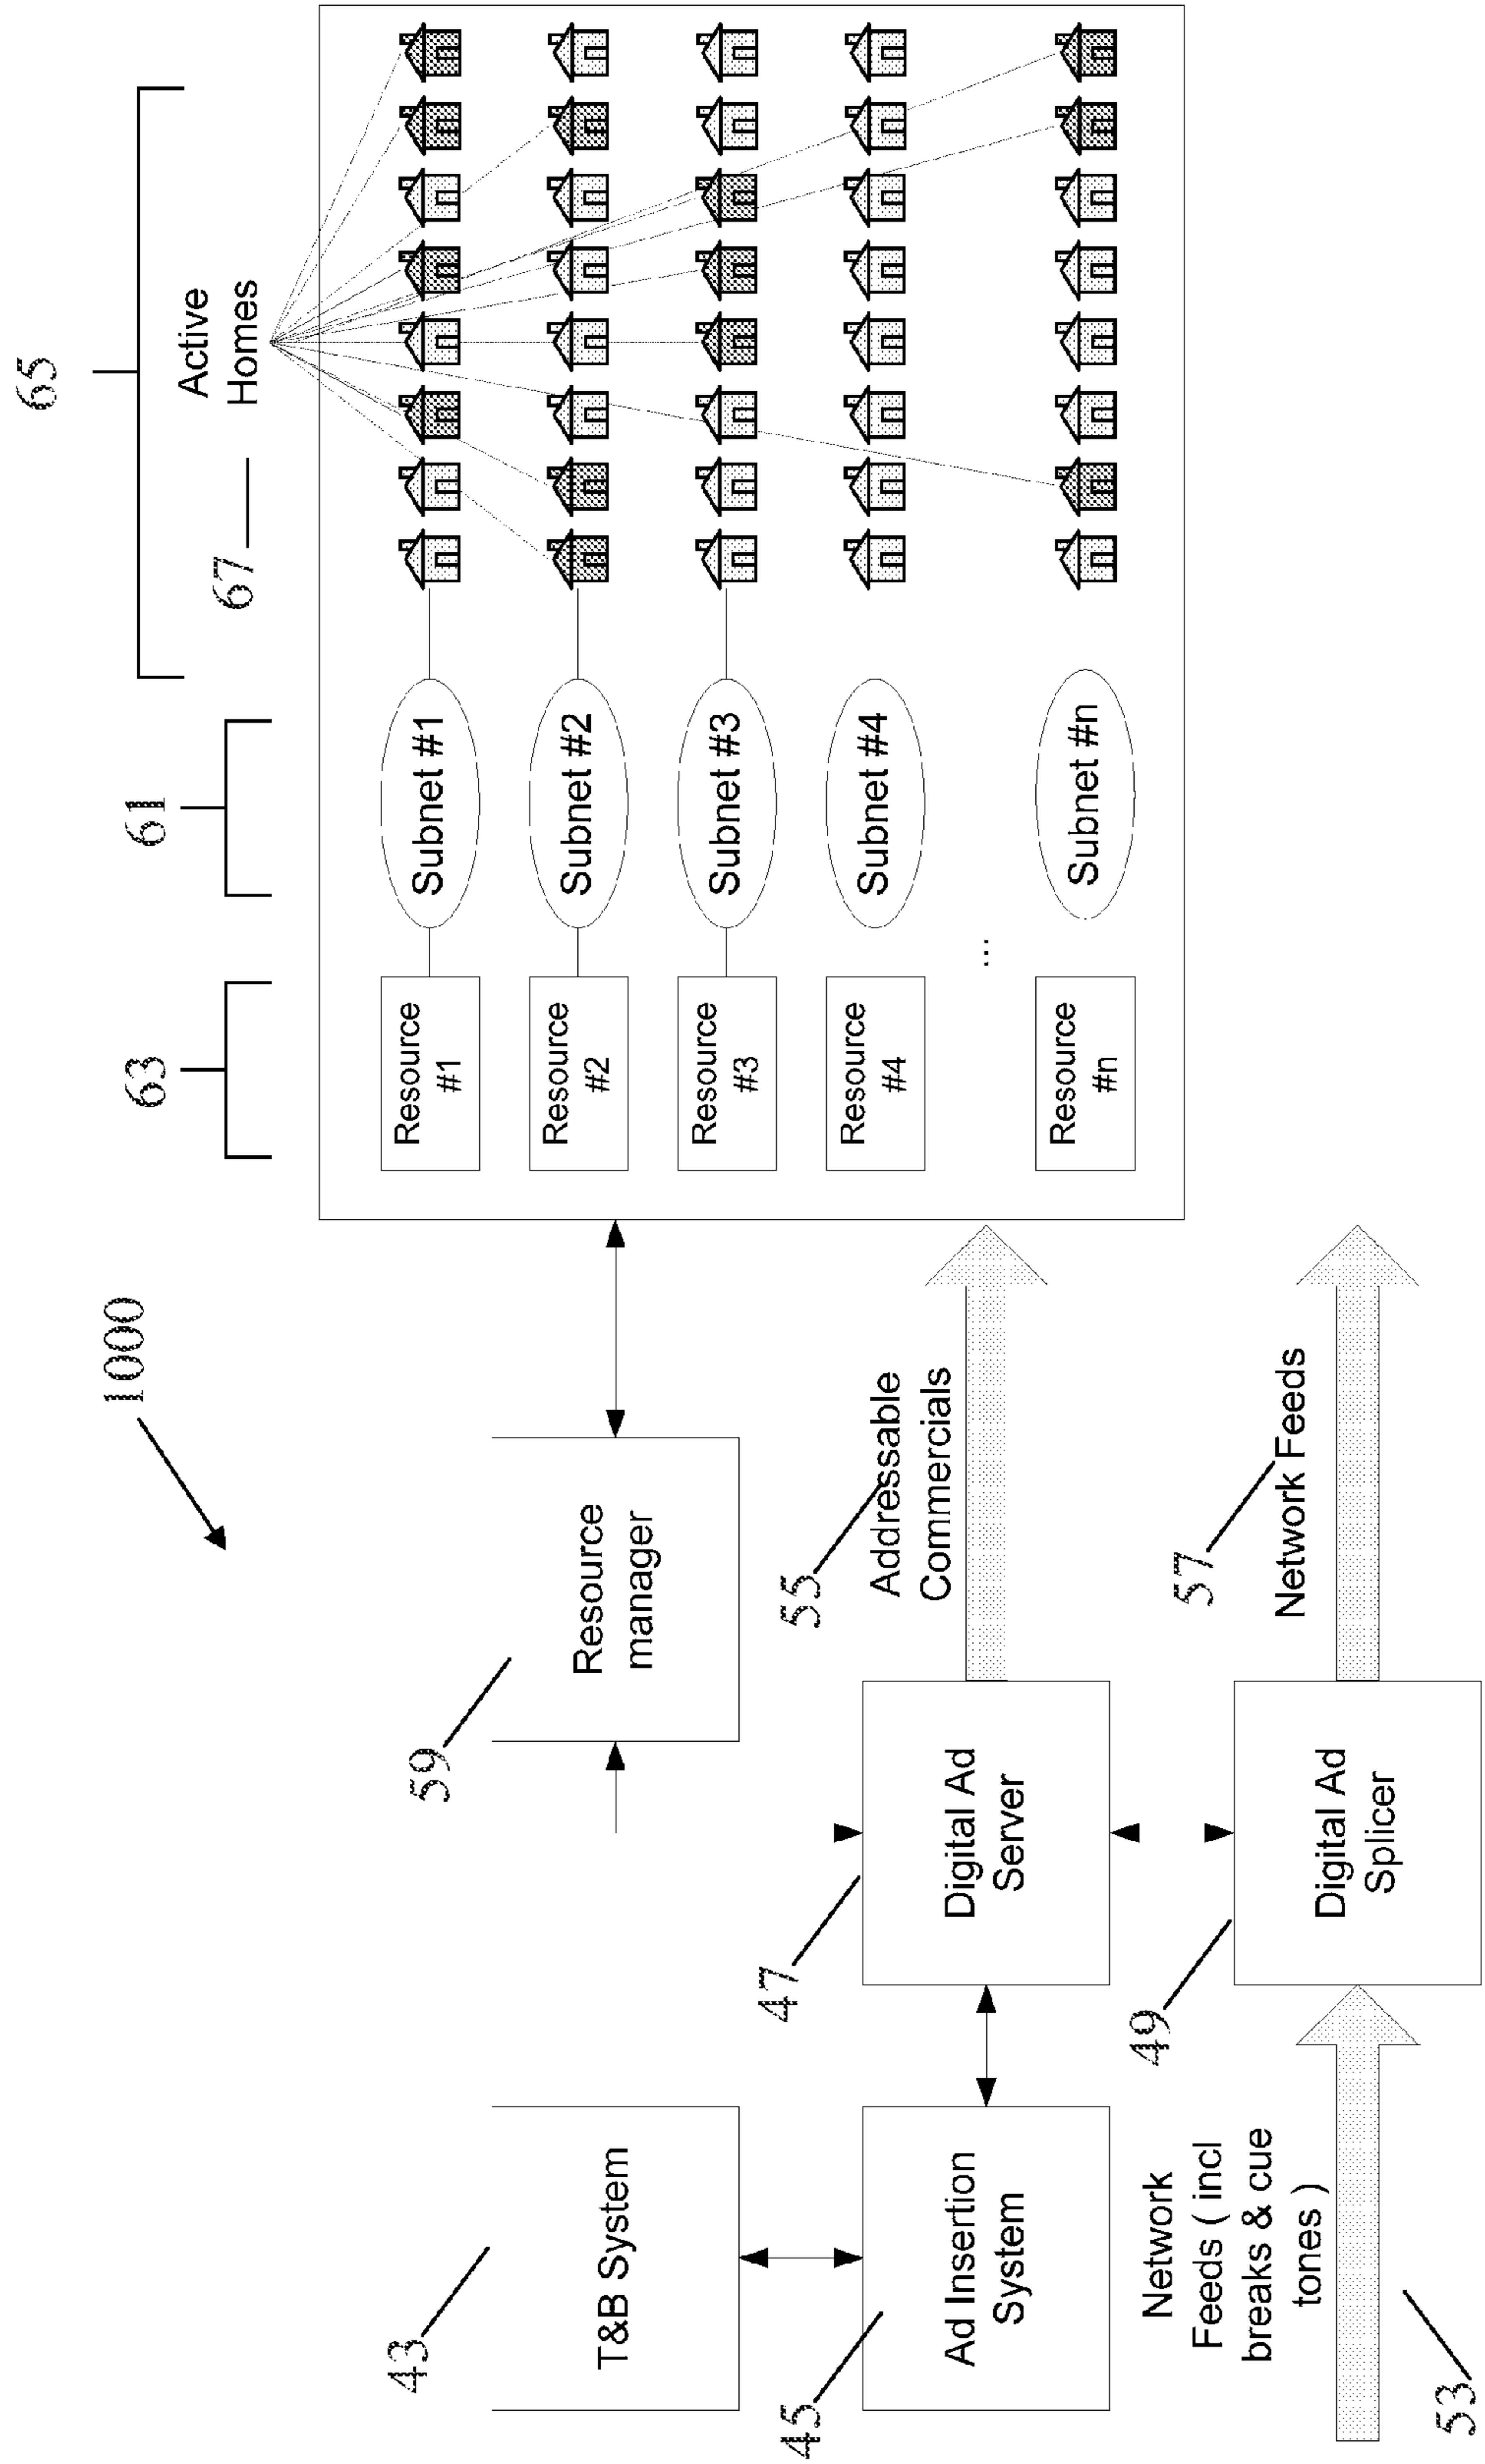 1000
65
63
61
67
Active
Homes
Resource
#1
Subnet #1
Resource
#2
Subnet #2
Resource
#3
Subnet #3
Resource
#4
Subnet #4
...
Resource
#n
Subnet #n
43
T&B System
59
Resource
manager
45
Ad Insertion
System
47
Digital Ad
Server
55
Addressable
Commercials
Network
Feeds ( incl
breaks & cue
tones )
53
49
Digital Ad
Splicer
57
Network Feeds